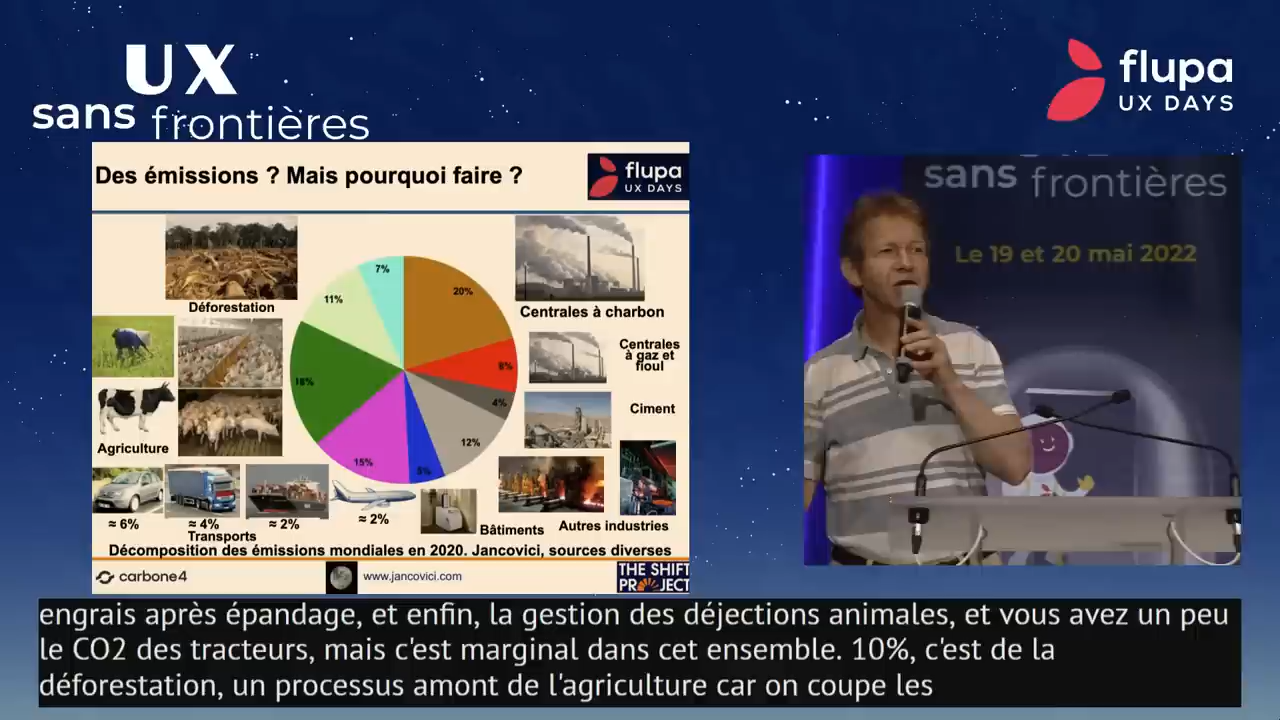 UX
sans frontières
flupa
UX DAYS
Des émissions ? Mais pourquoi faire ?
flupa
UX DAYS
Déforestation
Agriculture
7%
20%
11%
4%
12%
5%
15%
Centrales à charbon
Centrales
à gaz et
fioul
Ciment
≈ 6%
≈ 4%
≈ 2%
≈ 2%
Transports
Bâtiments
Autres industries
Décomposition des émissions mondiales en 2020. Jancovici, sources diverses
carbone4
www.jancovici.com
THE SHIFT
PROJECT
sans frontières
Le 19 et 20 mai 2022
engrais après épandage, et enfin, la gestion des déjections animales, et vous avez un peu
le CO2 des tracteurs, mais c'est marginal dans cet ensemble. 10%, c'est de la
déforestation, un processus amont de l'agriculture car on coupe les